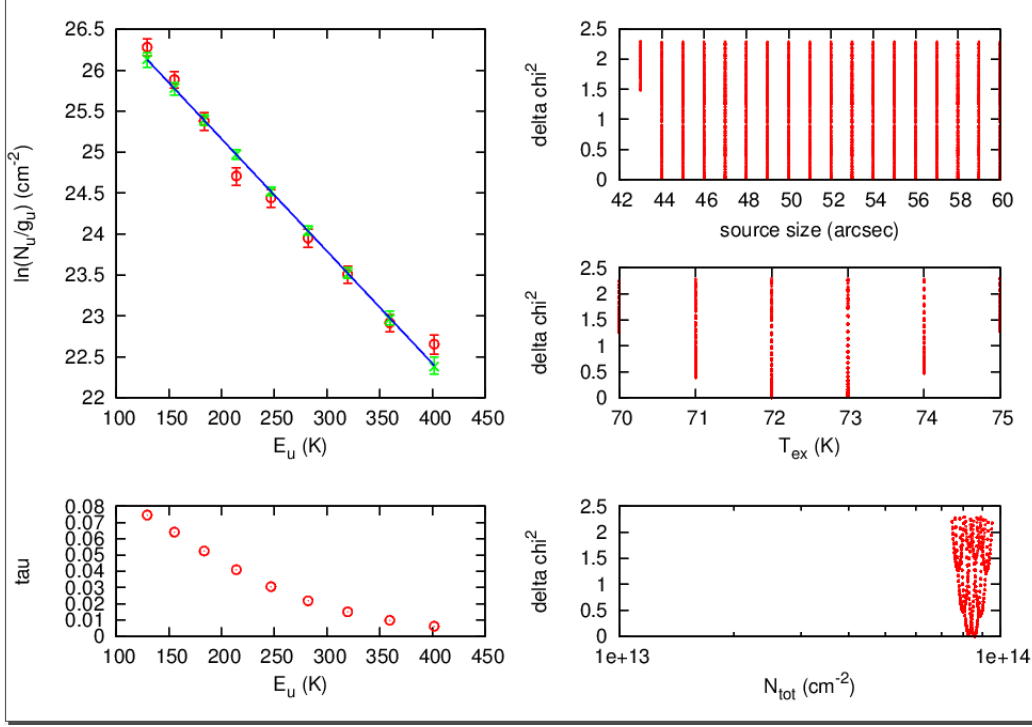 26.5
26
25.5
25
24.5
24
23.5
23
22.5
22
ln(N_u/g_u) (cm^-2)
100 150 200 250 300 350 400 450
E_u (K)
2.5
2
1.5
1
0.5
0
delta chi^2
42 44 46 48 50 52 54 56 58 60
source size (arcsec)
2.5
2
1.5
1
0.5
0
delta chi^2
70 71 72 73 74 75
T_ex (K)
0.08
0.07
0.06
0.05
0.04
0.03
0.02
0.01
0
tau
100 150 200 250 300 350 400 450
E_u (K)
2.5
2
1.5
1
0.5
0
delta chi^2
1e+13 1e+14
N_tot (cm^-2)